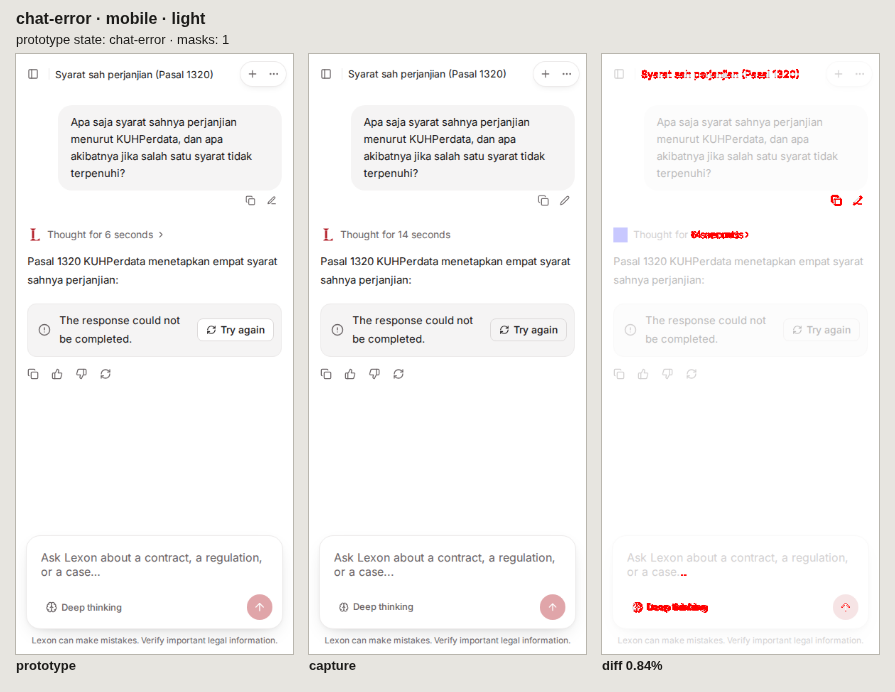 chat-error · mobile · light
prototype state: chat-error · masks: 1
Syarat sah perjanjian (Pasal 1320)
Apa saja syarat sahnya perjanjian
menurut KUHPerdata, dan apa
akibatnya jika salah satu syarat tidak
terpenuhi?
L Thought for 6 seconds >
Pasal 1320 KUHPerdata menetapkan empat syarat
sahnya perjanjian:
The response could not
be completed.
Try again
Ask Lexon about a contract, a regulation,
or a case...
Deep thinking
Lexon can make mistakes. Verify important legal information.
prototype
Syarat sah perjanjian (Pasal 1320)
Apa saja syarat sahnya perjanjian
menurut KUHPerdata, dan apa
akibatnya jika salah satu syarat tidak
terpenuhi?
L Thought for 14 seconds
Pasal 1320 KUHPerdata menetapkan empat syarat
sahnya perjanjian:
The response could not
be completed.
Try again
Ask Lexon about a contract, a regulation,
or a case...
Deep thinking
Lexon can make mistakes. Verify important legal information.
capture
Syarat sah perjanjian (Pasal 1320)
Apa saja syarat sahnya perjanjian
menurut KUHPerdata, dan apa
akibatnya jika salah satu syarat tidak
terpenuhi?
Thought for
Pasal 1320 KUHPerdata menetapkan empat syarat
sahnya perjanjian:
The response could not
be completed.
Try again
Ask Lexon about a contract, a regulation,
or a case...
Lexon can make mistakes. Verify important legal information.
diff 0.84%